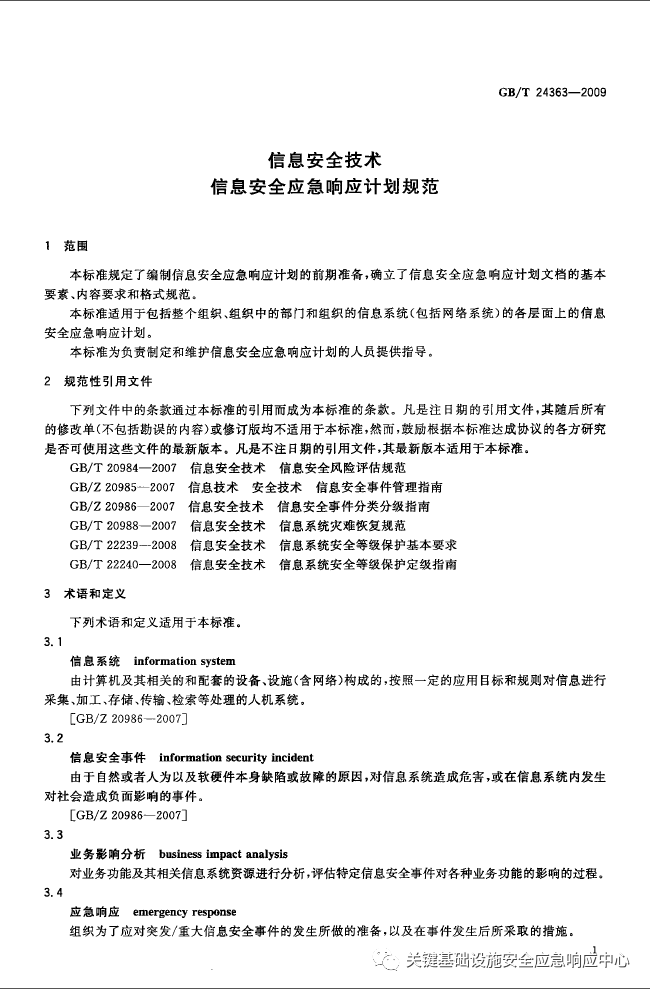 GB/T 24363—2009
信息安全技术
信息安全应急响应计划规范
1 范围
本标准规定了编制信息安全应急响应计划的前期准备,确立了信息安全应急响应计划文档的基本
要素、内容要求和格式规范。
本标准适用于包括整个组织、组织中的部门和组织的信息系统(包括网络系统)的各层面上的信息
安全应急响应计划。
本标准为负责制定和维护信息安全应急响应计划的人员提供指导。
2 规范性引用文件
下列文件中的条款通过本标准的引用而成为本标准的条款。凡是注日期的引用文件,其随后所有
的修改单(不包括勘误的内容)或修订版均不适用于本标准,然而,鼓励根据本标准达成协议的各方研究
是否可使用这些文件的最新版本。凡是不注日期的引用文件,其最新版本适用于本标准。
GB/T 20984—2007 信息安全技术 信息安全风险评估规范
GB/Z 20985—2007 信息技术 安全技术 信息安全事件管理指南
GB/Z 20986—2007 信息安全技术 信息安全事件分类分级指南
GB/T 20988—2007 信息安全技术 信息系统灾难恢复规范
GB/T 22239—2008 信息安全技术 信息系统安全等级保护基本要求
GB/T 22240—2008 信息安全技术 信息系统安全等级保护定级指南
3 术语和定义
下列术语和定义适用于本标准。
3.1
信息系统 information system
由计算机及其相关的和配套的设备、设施(含网络)构成的,按照一定的应用目标和规则对信息进行
采集、加工、存储、传输、检索等处理的人机系统。
[GB/Z 20986—2007]
3.2
信息安全事件 information security incident
由于自然或者人为以及软硬件本身缺陷或故障的原因,对信息系统造成危害,或在信息系统内发生
对社会造成负面影响的事件。
[GB/Z 20986—2007]
3.3
业务影响分析 business impact analysis
对业务功能及其相关信息系统资源进行分析,评估特定信息安全事件对各种业务功能的影响的过程。
3.4
应急响应 emergency response
组织为了应对突发/重大信息安全事件的发生所做的准备,以及在事件发生后所采取的措施。
1
关键基础设施安全应急响应中心